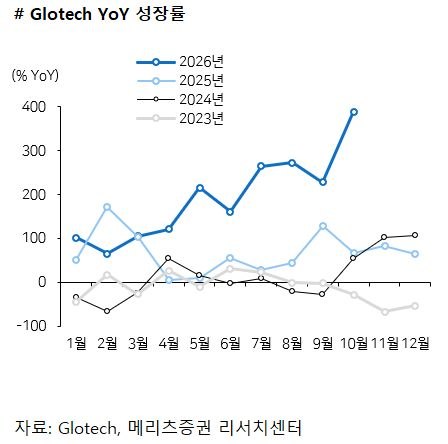 # Glotech YoY 성장률
(% YoY)
2026년
2025년
2024년
2023년
400
300
200
100
0
-100
1월 2월 3월 4월 5월 6월 7월 8월 9월 10월 11월 12월
자료: Glotech, 메리츠증권 리서치센터